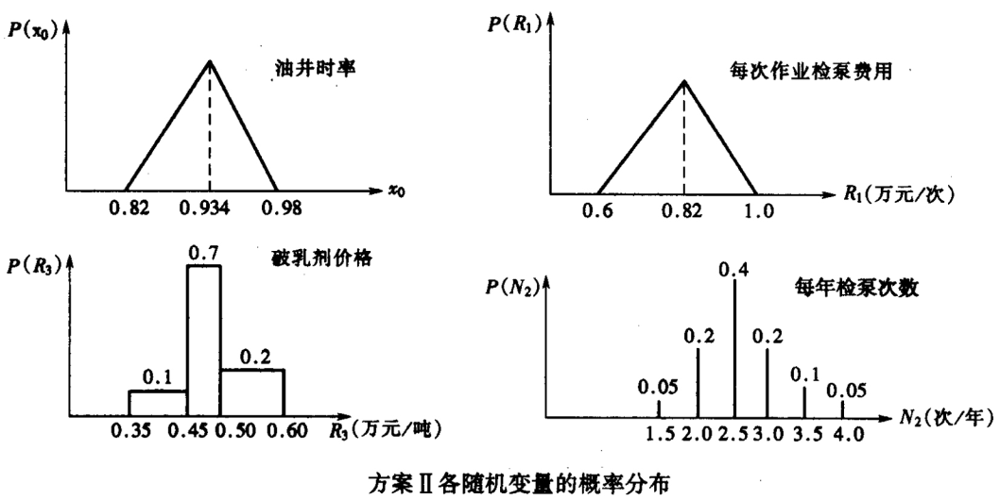 P(x₀)
油井时率
0.82 0.934 0.98 x₀
P(R₁)
每次作业检泵费用
0.6 0.82 1.0 R₁(万元/次)
P(R₃)
破乳剂价格
0.7
0.1
0.2
0.35 0.45 0.50 0.60 R₃(万元/吨)
P(N₂)
每年检泵次数
0.4
0.2 0.2
0.05
0.1
0.05
1.5 2.0 2.5 3.0 3.5 4.0 N₂(次/年)
方案Ⅱ各随机变量的概率分布